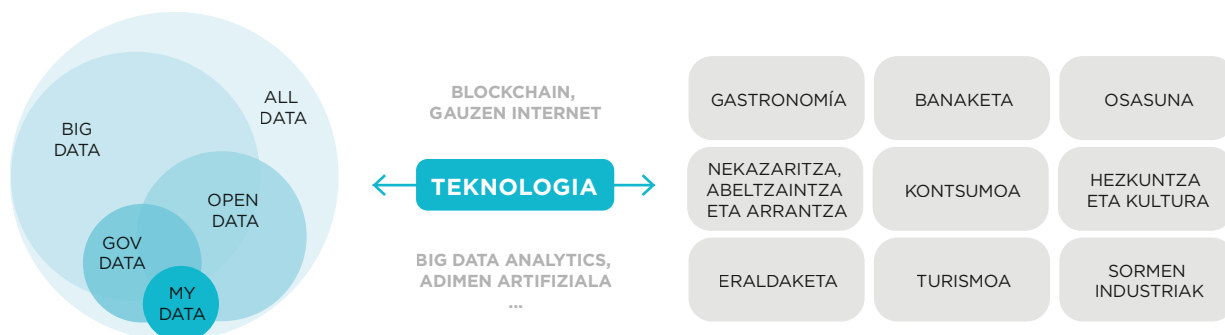 ALL
DATA
BIG
DATA
OPEN
DATA
GOV
DATA
MY
DATA
BLOCKCHAIN,
GAUZEN INTERNET
TEKNOLOGIA
BIG DATA ANALYTICS,
ADIMEN ARTIFIZIALA
...
GASTRONOMÍA
BANAKETA
OSASUNA
NEKAZARITZA,
ABELTZAINTZA
ETA ARRANTZA
KONTSUMOA
HEZKUNTZA
ETA KULTURA
ERALDAKETA
TURISMOA
SORMEN
INDUSTRIAK